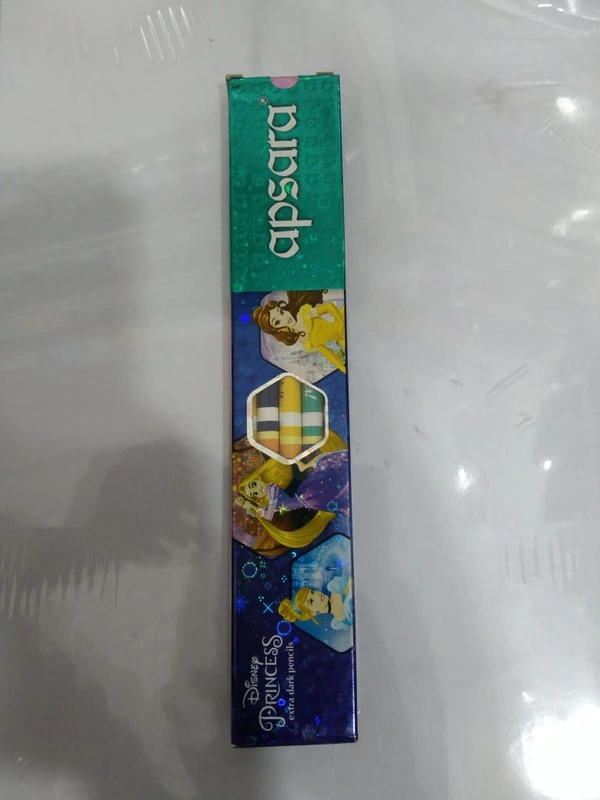 apsara®
Disney
PRINCESS
extra dark pencils